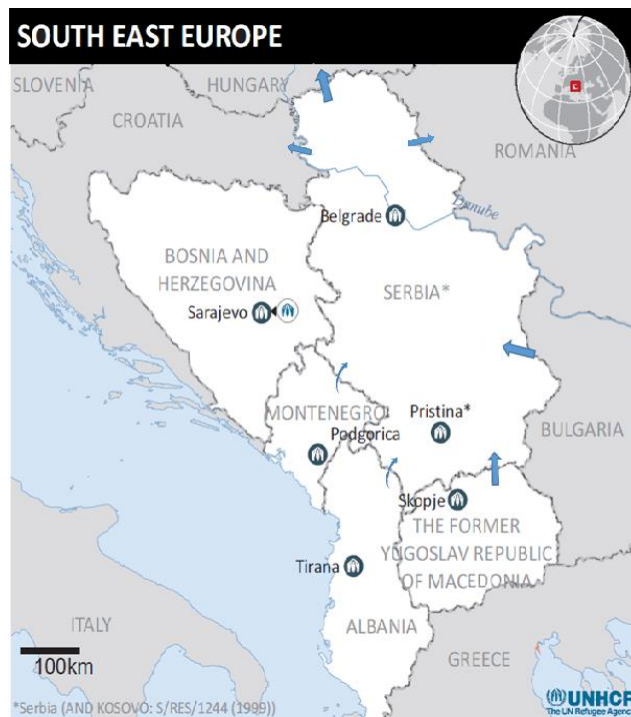 SOUTH EAST EUROPE
SLOVENIA
HUNGARY
CROATIA
ROMANIA
Danube
Belgrade
BOSNIA AND
HERZEGOVINA
SERBIA*
Sarajevo
MONTENEGRO
Pristina*
Podgorica
BULGARIA
Skopje
THE FORMER
YUGOSLAV REPUBLIC
OF MACEDONIA
Tirana
ITALY
ALBANIA
100km
GREECE
*Serbia (AND KOSOVO: S/RES/1244 (1999))
UNHCR
The UN Refugee Agency